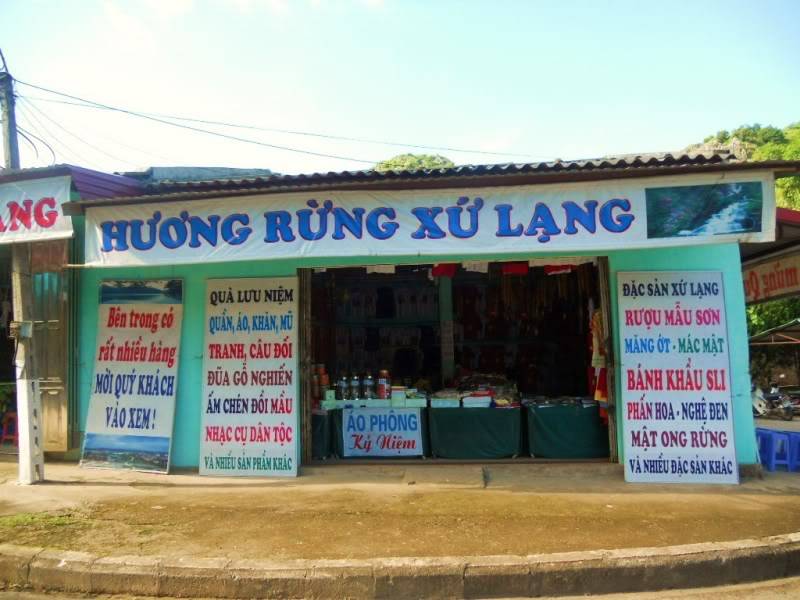 ANG
HƯƠNG RỪNG XỨ LẠNG
Bên trong có
rất nhiều hàng
MỜI QUÝ KHÁCH
VÀO XEM!
QUÀ LƯU NIỆM
QUẦN, ÁO, KHĂN, MŨ
TRANH, CÂU ĐỐI
ĐŨA GỖ NGHIẾN
ẤM CHÉN ĐỒI MẦU
NHẠC CỤ DÂN TỘC
VÀ NHIỀU SẢN PHẨM KHÁC
ÁO PHÔNG
Kỷ Niệm
ĐẶC SẢN XỨ LẠNG
RƯỢU MẪU SƠN
MĂNG ỚT - MẮC MẬT
BÁNH KHẨU SLI
PHẤN HOA - NGHỆ ĐEN
MẬT ONG RỪNG
VÀ NHIỀU ĐẶC SẢN KHÁC